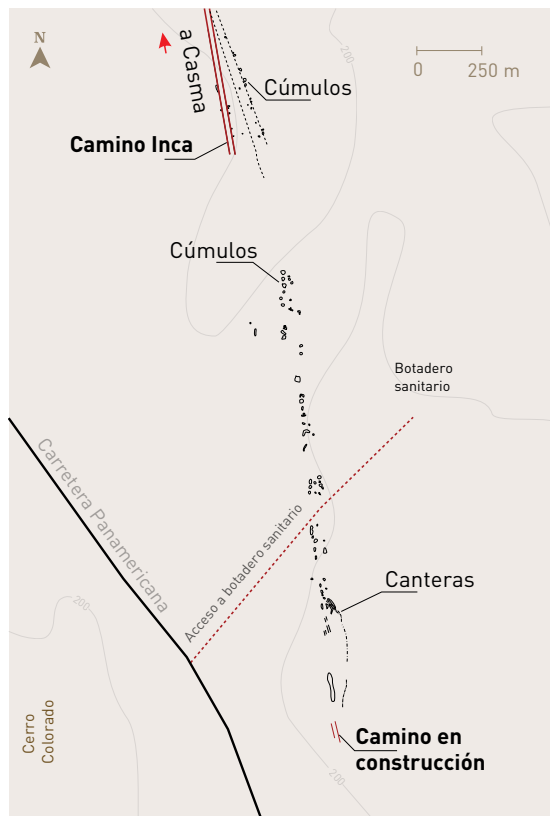 N
200
0
250 m
a Casma
Cúmulos
Camino Inca
Cúmulos
Botadero
sanitario
Carretera Panamericana
Acceso a botadero sanitario
Canteras
200
Cerro
Colorado
Camino en
construcción
200